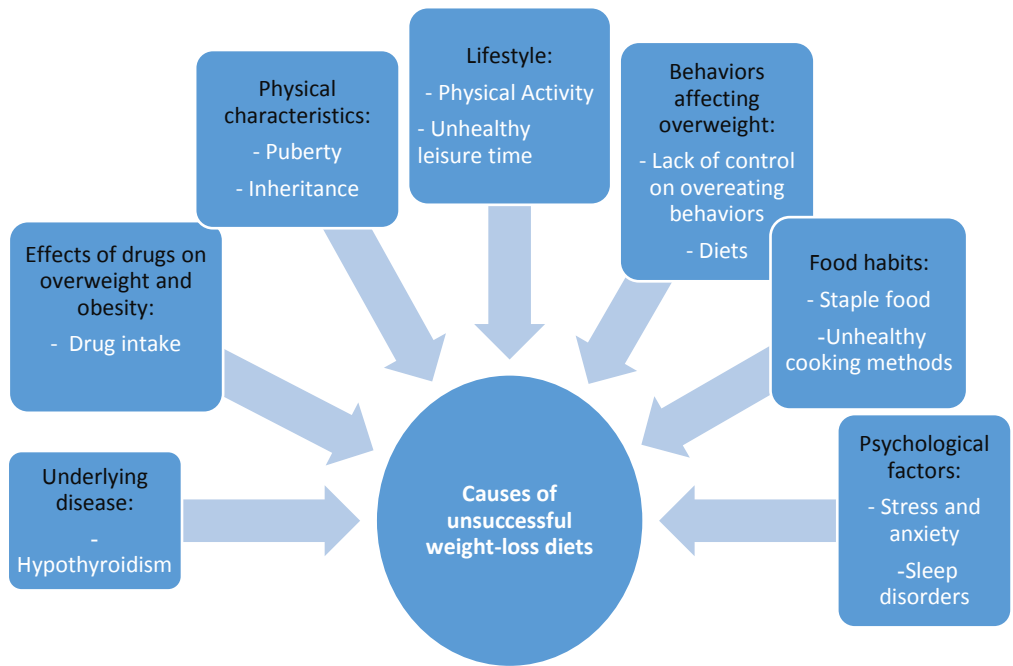 Underlying
disease:
-
Hypothyroidism
Effects of drugs on
overweight and
obesity:
- Drug intake
Physical
characteristics:
- Puberty
- Inheritance
Lifestyle:
- Physical Activity
- Unhealthy
leisure time
Behaviors
affecting
overweight:
- Lack of control
on overeating
behaviors
- Diets
Food habits:
- Staple food
-Unhealthy
cooking methods
Psychological
factors:
- Stress and
anxiety
-Sleep
disorders
Causes of
unsuccessful
weight-loss diets